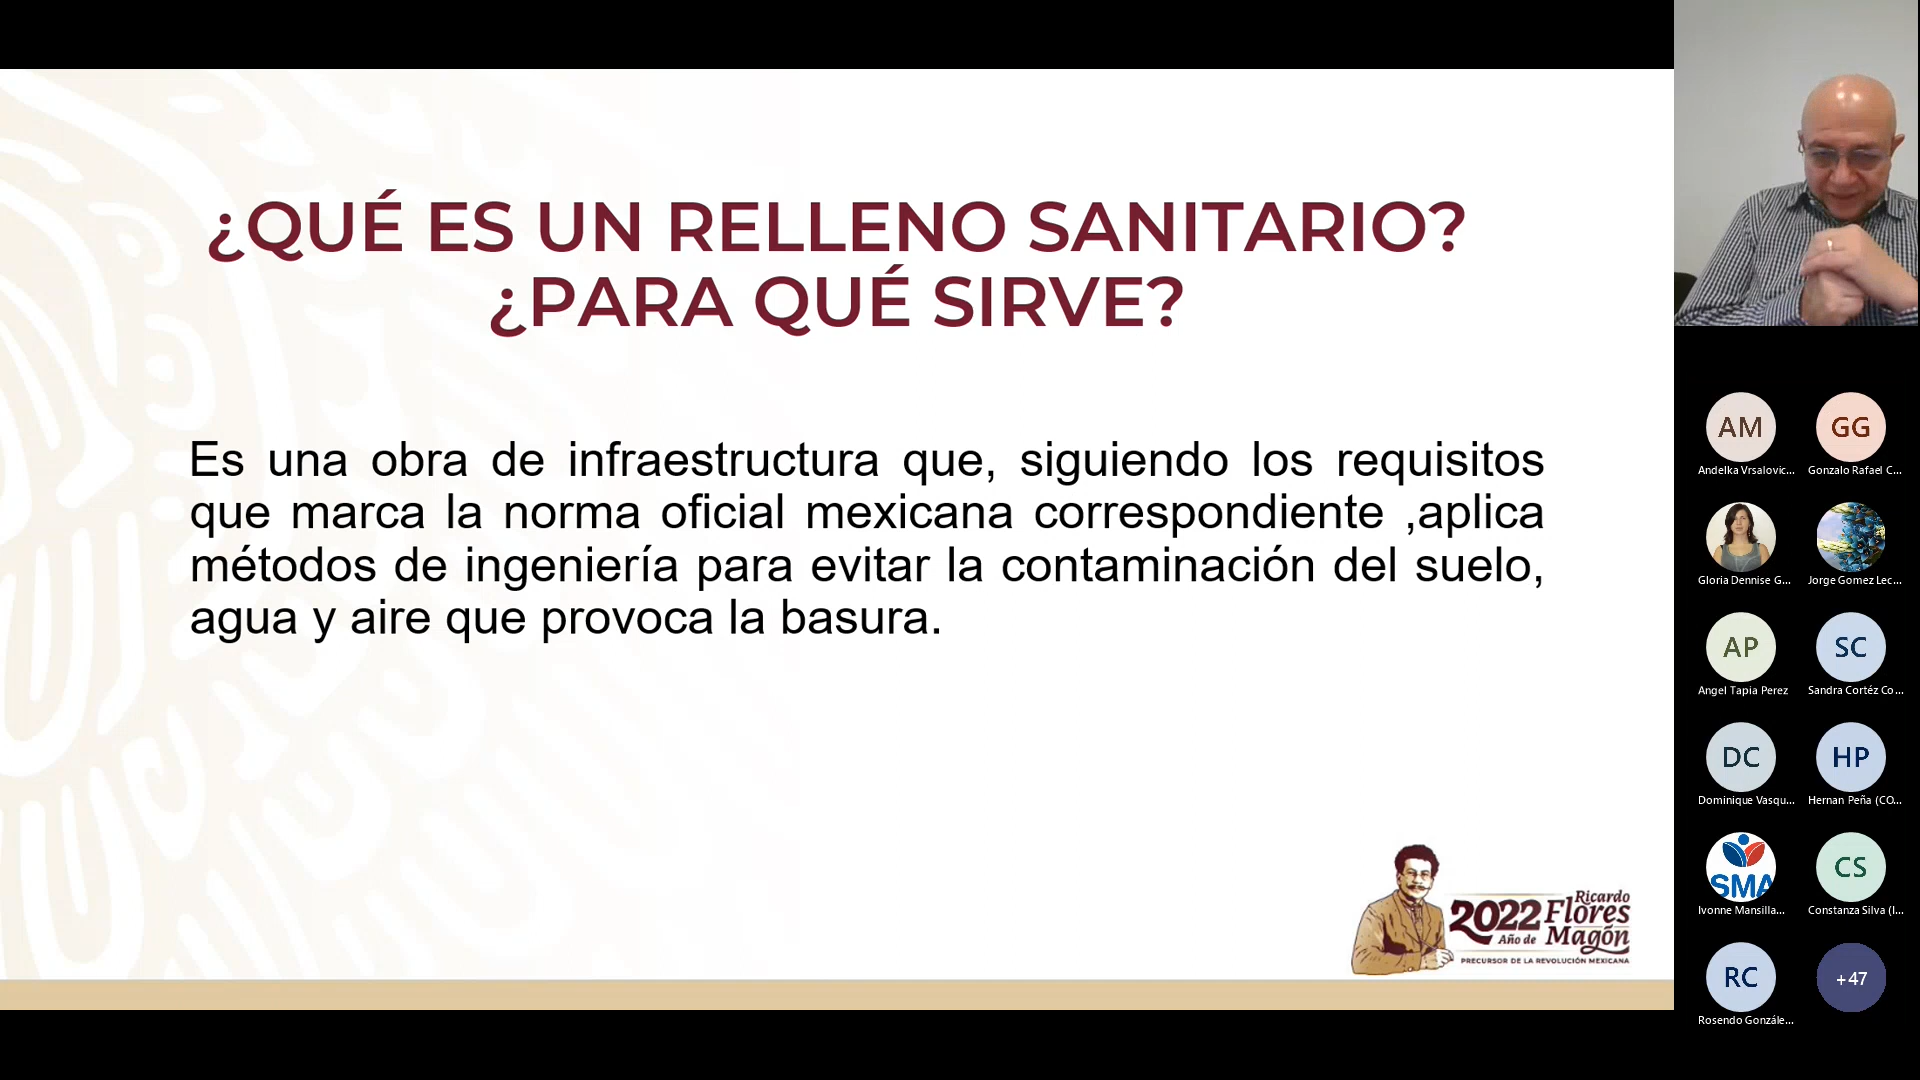 ¿QUÉ ES UN RELLENO SANITARIO?
¿PARA QUÉ SIRVE?
Es una obra de infraestructura que, siguiendo los requisitos
que marca la norma oficial mexicana correspondiente ,aplica
métodos de ingeniería para evitar la contaminación del suelo,
agua y aire que provoca la basura.
2022 Ricardo
Año de Flores
Magón
PRECURSOR DE LA REVOLUCIÓN MEXICANA
AM
GG
Andelka Vrsalovic...
Gonzalo Rafael C...
Gloria Dennise G...
Jorge Gomez Lec...
AP
SC
Angel Tapia Perez
Sandra Cortéz Co...
DC
HP
Dominique Vasqu...
Hernan Peña (CO...
SMA
CS
Ivonne Mansilla...
Constanza Silva (I...
RC
+47
Rosendo Gonzále...